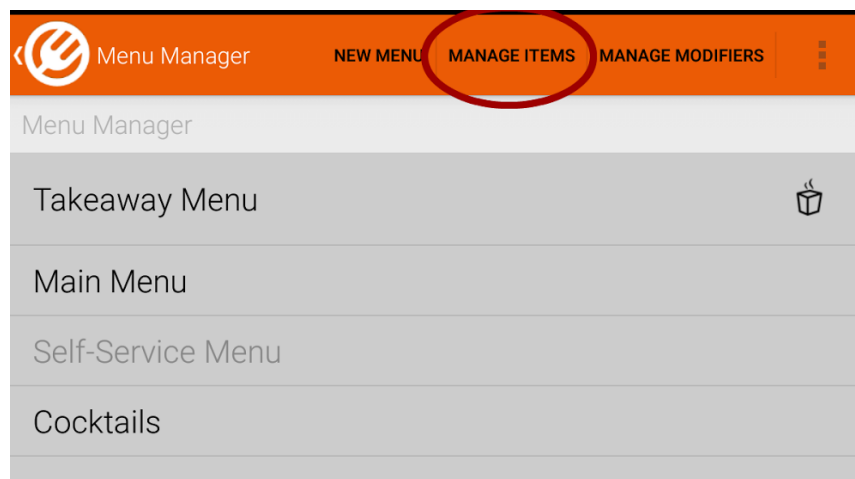 Menu Manager NEW MENU MANAGE ITEMS MANAGE MODIFIERS
Menu Manager
Takeaway Menu
Main Menu
Self-Service Menu
Cocktails